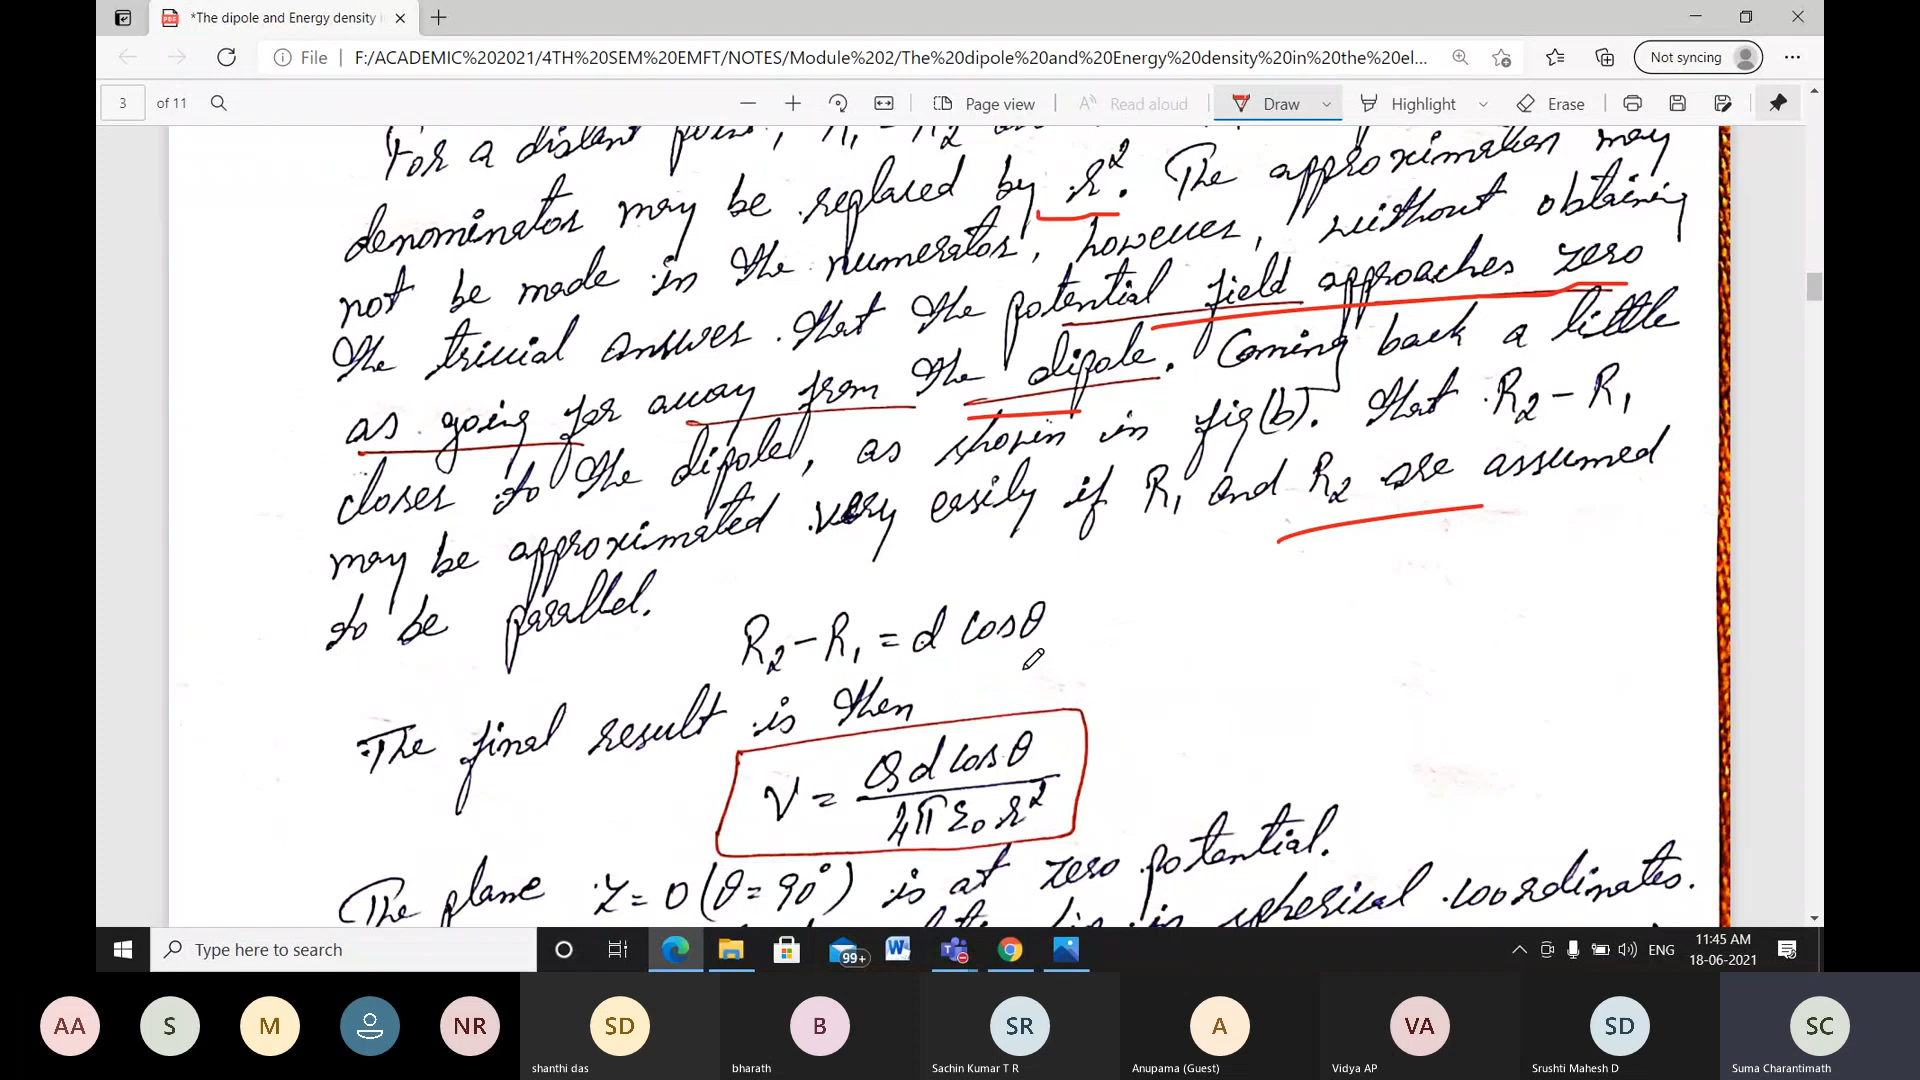 *The dipole and Energy density i
File F:/ACADEMIC%202021/4TH%20SEM%20EMFT/NOTES/Module%202/The%20dipole%20and%20Energy%20density%20in%20the%20el... Not syncing
3 of 11 Page view Read aloud Draw Highlight Erase
For a distant point, R1 = R2
denominator may be replaced by r². The approximation may
not be made in the numerator, however, without obtaining
the trivial answer that the potential field approaches zero
as going far away from the dipole. Coming back a little
closer to the dipole, as shown in fig(b). that R2 - R1
may be approximated very easily if R1 and R2 are assumed
to be parallel.
R2 - R1 = d cosθ
The final result is then
V = Qd cosθ / 4πε0 r²
The plane z = 0 (θ = 90°) is at zero potential.
in spherical coordinates.
Type here to search 99+ ENG 11:45 AM
18-06-2021
AA S M NR SD B SR A VA SD SC
shanthi das bharath Sachin Kumar T R Anupama (Guest) Vidya AP Srushti Mahesh D Suma Charantimath